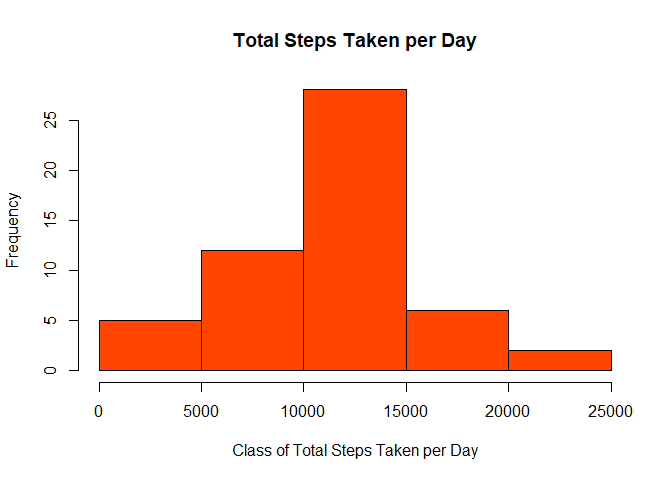 Total Steps Taken per Day
Frequency
25
20
15
10
5
0
0 5000 10000 15000 20000 25000
Class of Total Steps Taken per Day